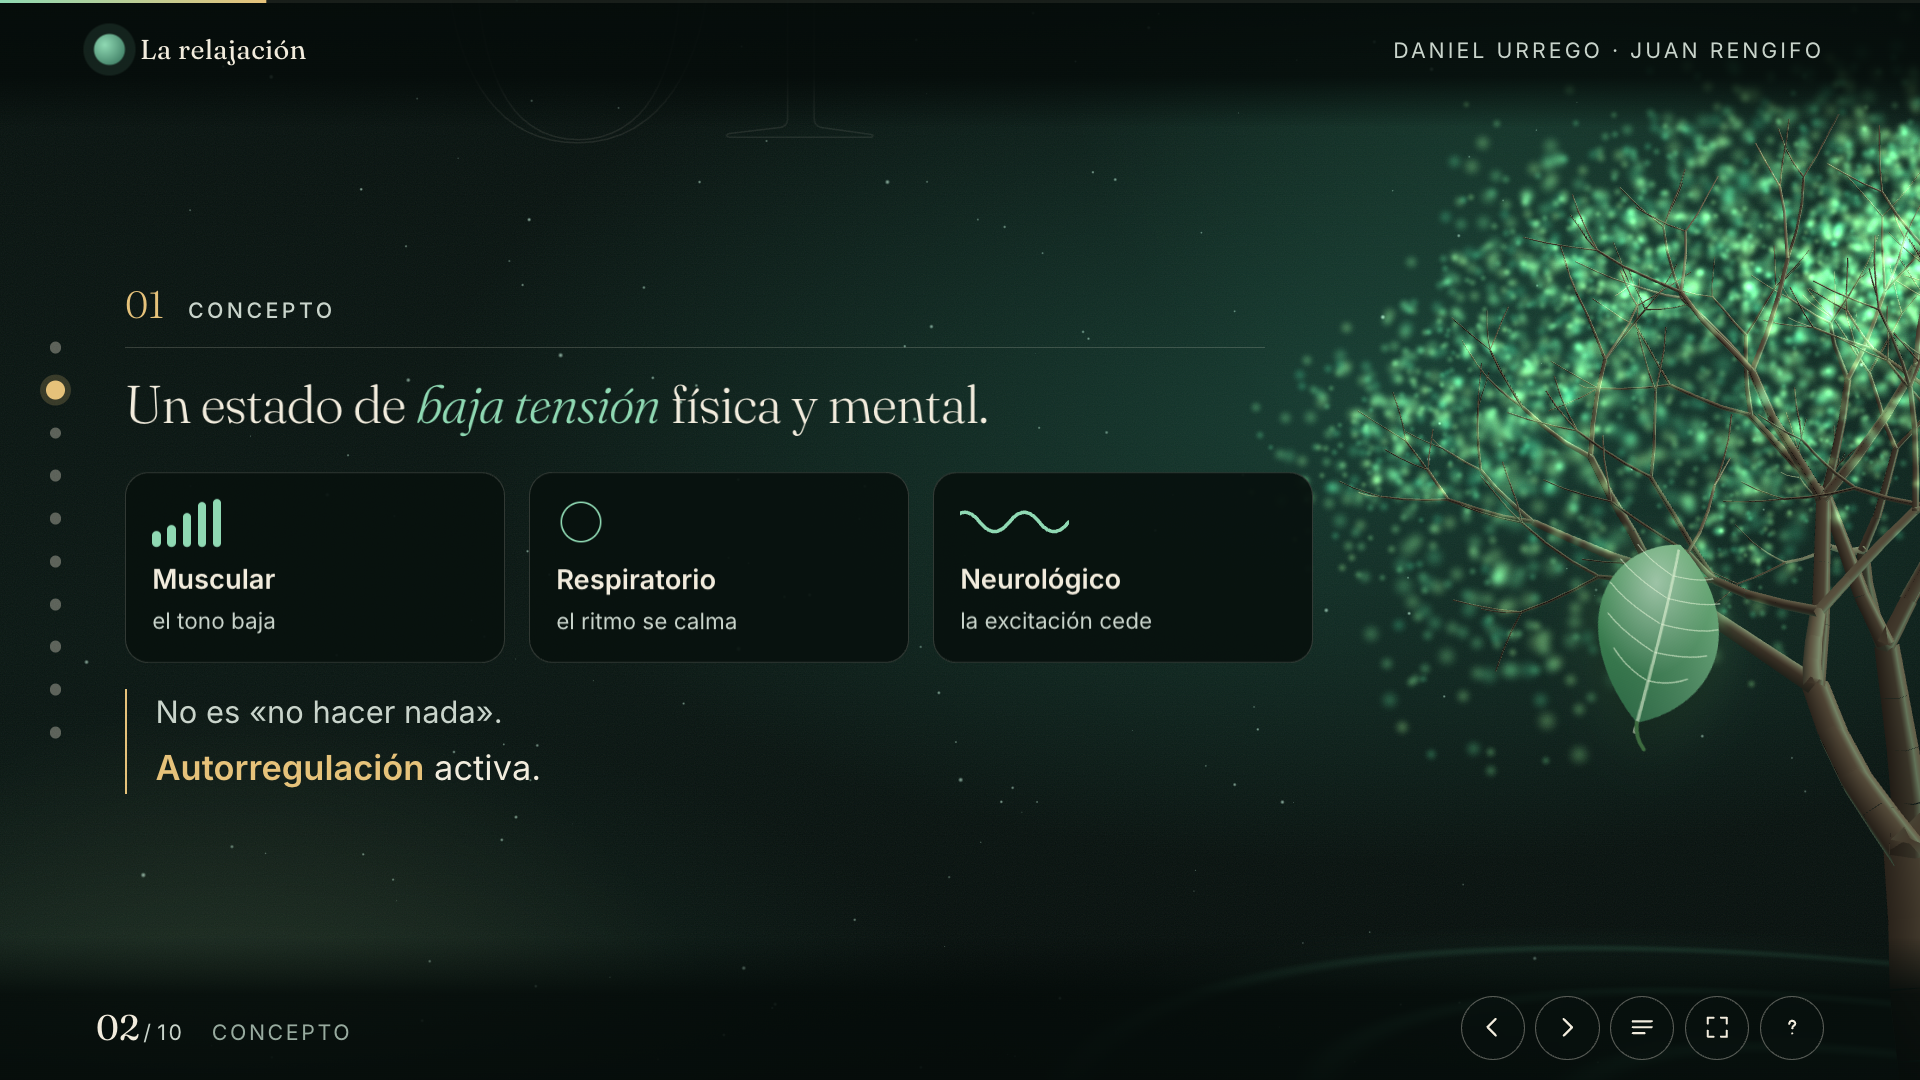 La relajación
DANIEL URREGO · JUAN RENGIFO
01
01 CONCEPTO
Un estado de baja tensión física y mental.
Muscular
el tono baja
Respiratorio
el ritmo se calma
Neurológico
la excitación cede
No es «no hacer nada».
Autorregulación activa.
02 / 10 CONCEPTO
?